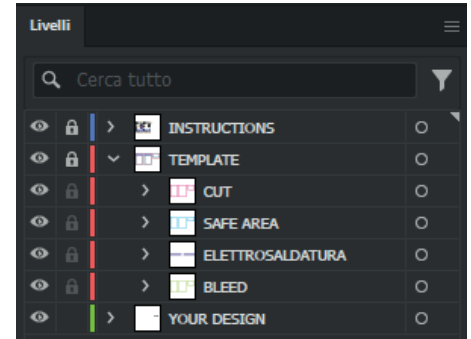 Livelli
Cerca tutto
INSTRUCTIONS
TEMPLATE
CUT
SAFE AREA
ELETTROSALDATURA
BLEED
YOUR DESIGN